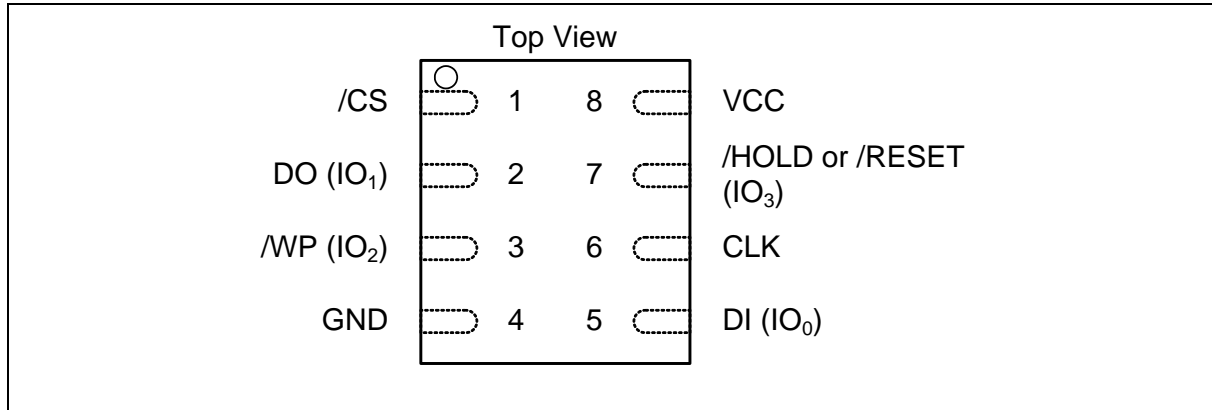 Top View
/CS 1 8 VCC
DO (IO₁) 2 7 /HOLD or /RESET
(IO₃)
/WP (IO₂) 3 6 CLK
GND 4 5 DI (IO₀)